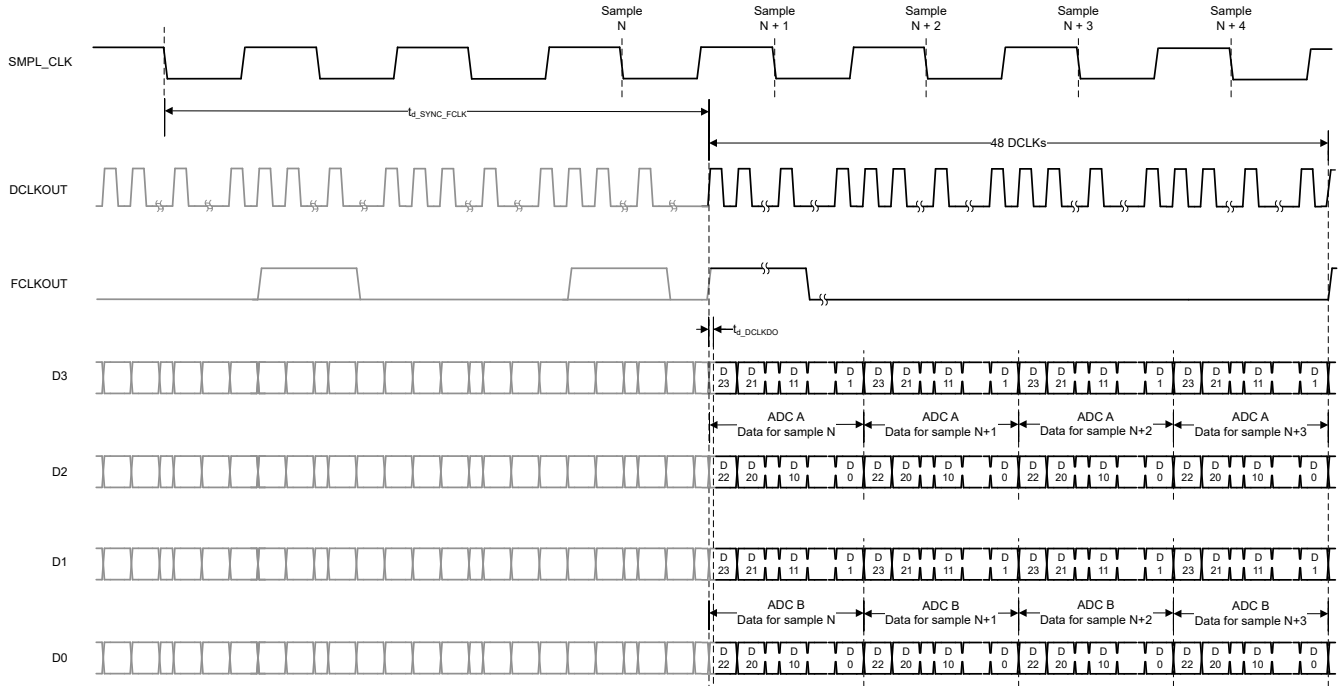 Sample
N
Sample
N + 1
Sample
N + 2
Sample
N + 3
Sample
N + 4
SMPL_CLK
td_SYNC_FCLK
48 DCLKs
DCLKOUT
FCLKOUT
td_DCLKDO
D3
D
23
D
21
D
11
D
1
D
23
D
21
D
11
D
1
D
23
D
21
D
11
D
1
D
23
D
21
D
11
D
1
ADC A
Data for sample N
ADC A
Data for sample N+1
ADC A
Data for sample N+2
ADC A
Data for sample N+3
D2
D
22
D
20
D
10
D
0
D
22
D
20
D
10
D
0
D
22
D
20
D
10
D
0
D
22
D
20
D
10
D
0
D1
D
23
D
21
D
11
D
1
D
23
D
21
D
11
D
1
D
23
D
21
D
11
D
1
D
23
D
21
D
11
D
1
ADC B
Data for sample N
ADC B
Data for sample N+1
ADC B
Data for sample N+2
ADC B
Data for sample N+3
D0
D
22
D
20
D
10
D
0
D
22
D
20
D
10
D
0
D
22
D
20
D
10
D
0
D
22
D
20
D
10
D
0